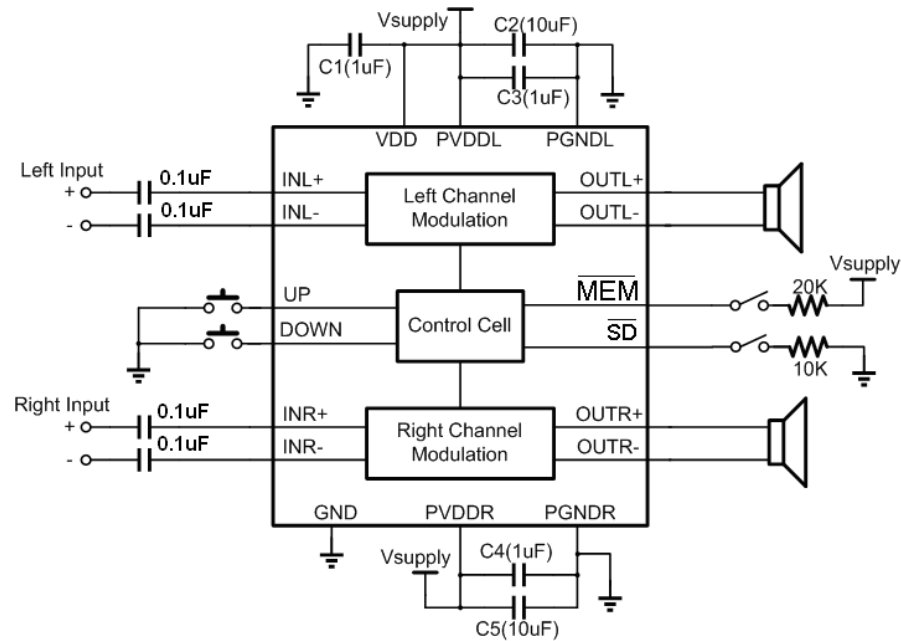 Vsupply
C2(10uF)
C1(1uF)
C3(1uF)
VDD
PVDDL
PGNDL
Left Input
+
0.1uF
INL+
Left Channel
Modulation
OUTL+
-
0.1uF
INL-
OUTL-
UP
MEM
20K
Vsupply
Control Cell
DOWN
SD
10K
Right Input
+
0.1uF
INR+
Right Channel
Modulation
OUTR+
-
0.1uF
INR-
OUTR-
GND
PVDDR
PGNDR
Vsupply
C4(1uF)
C5(10uF)